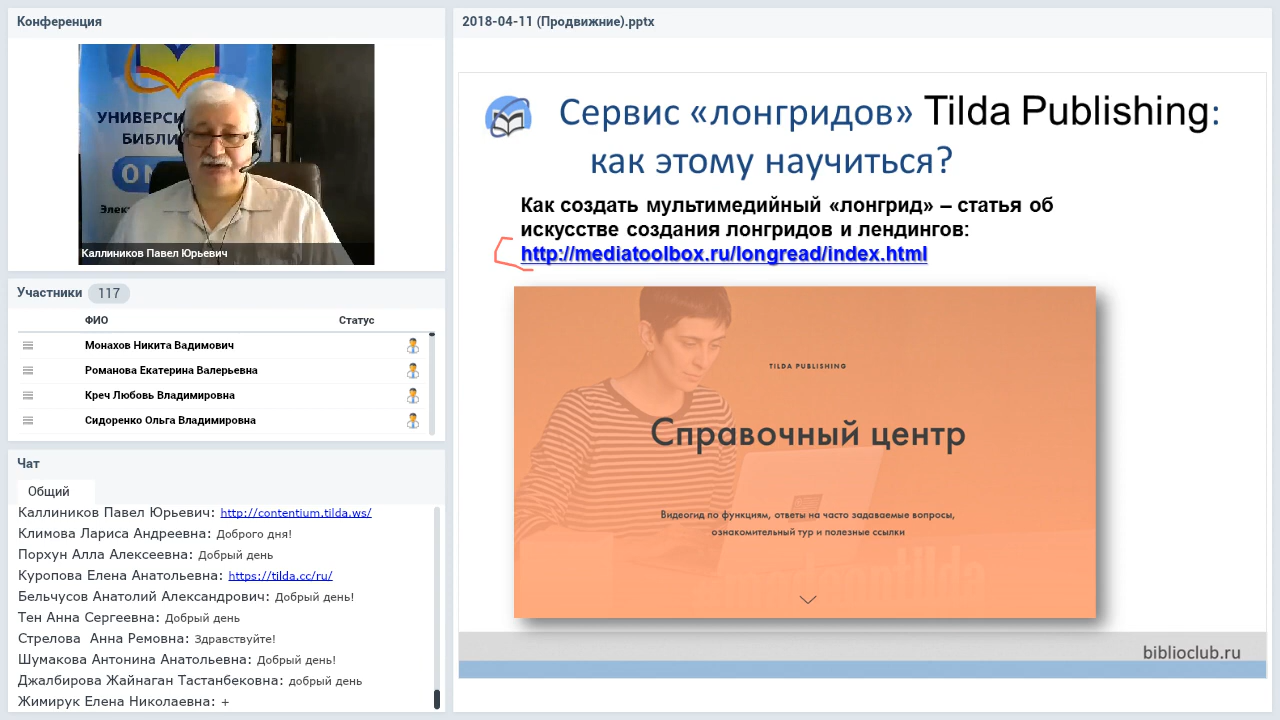 Конференция
УНИВЕРСИ
БИБЛИ
Каллиников Павел Юрьевич
Участники 117
ФИО Статус
Монахов Никита Вадимович
Романова Екатерина Валерьевна
Креч Любовь Владимировна
Сидоренко Ольга Владимировна
Чат
Общий
Каллиников Павел Юрьевич: http://contentium.tilda.ws/
Климова Лариса Андреевна: Доброго дня!
Порхун Алла Алексеевна: Добрый день
Куропова Елена Анатольевна: https://tilda.cc/ru/
Бельчусов Анатолий Александрович: Добрый день!
Тен Анна Сергеевна: Добрый день
Стрелова Анна Ремовна: Здравствуйте!
Шумакова Антонина Анатольевна: Добрый день!
Джалбирова Жайнаган Тастанбековна: добрый день
Жимирук Елена Николаевна: +
2018-04-11 (Продвижние).pptx
Сервис «лонгридов» Tilda Publishing:
как этому научиться?
Как создать мультимедийный «лонгрид» – статья об
искусстве создания лонгридов и лендингов:
http://mediatoolbox.ru/longread/index.html
TILDA PUBLISHING
Справочный центр
Видеогид по функциям, ответы на часто задаваемые вопросы,
ознакомительный тур и полезные ссылки
biblioclub.ru